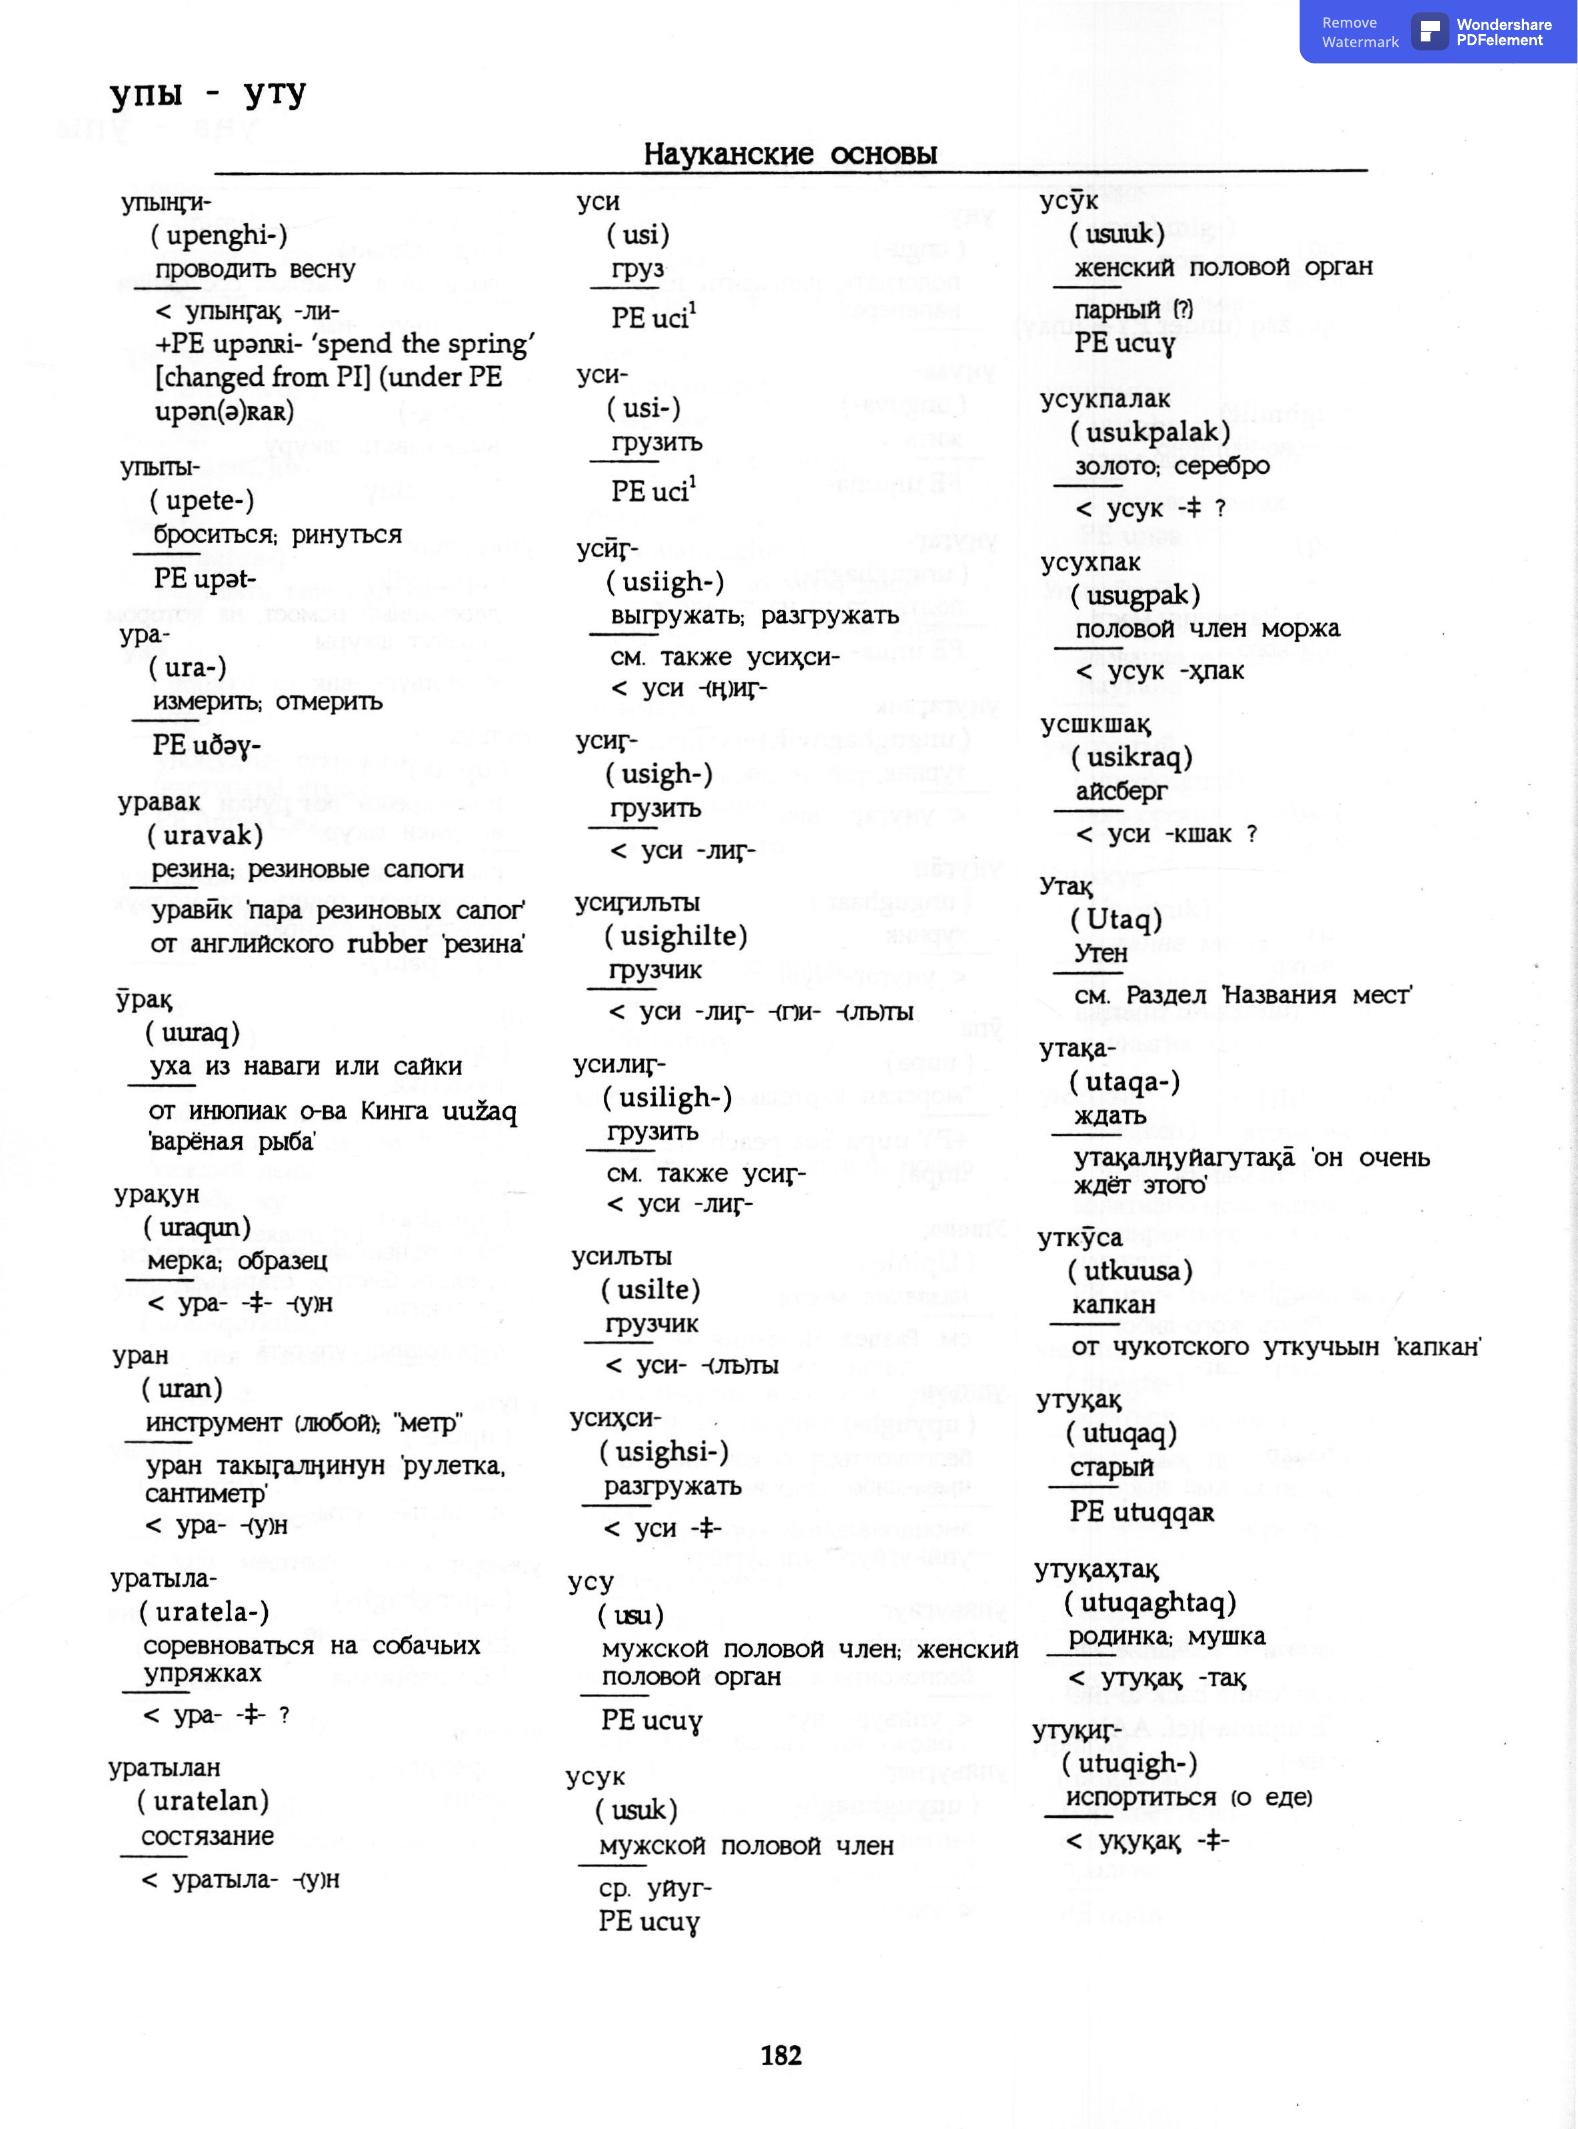 Remove
Watermark
Wondershare
PDFelement
упы - уту
Науканские основы
упынӷи-
( upenghi-)
проводить весну
< упынӷақ -ли-
+PE upənʀi- ‘spend the spring’
[changed from PI] (under PE
upən(ə)ʀaʀ)
упыты-
( upete-)
броситься; ринуться
PE upət-
ура-
( ura-)
измерить; отмерить
PE uðəɣ-
уравак
( uravak)
резина; резиновые сапоги
уравӣк 'пара резиновых сапог'
от английского rubber 'резина'
ӯрақ
( uuraq)
уха из наваги или сайки
от инюпиак о-ва Кинга uužaq
'варёная рыба'
урақун
( uraqun)
мерка; образец
< ура- -‡- -(у)н
уран
( uran)
инструмент (любой); "метр"
уран такыӷалӊинун 'рулетка,
сантиметр'
< ура- -(у)н
уратыла-
( uratela-)
соревноваться на собачьих
упряжках
< ура- -‡- ?
уратылан
( uratelan)
состязание
< уратыла- -(у)н
уси
( usi)
груз
PE uci¹
уси-
( usi-)
грузить
PE uci¹
усӣӷ-
( usiigh-)
выгружать; разгружать
см. также усиҳси-
< уси -(ӊ)иӷ-
усиӷ-
( usigh-)
грузить
< уси -лиӷ-
усиӷильты
( usighilte)
грузчик
< уси -лиӷ- -(г)и- -(ль)ты
усилиӷ-
( usiligh-)
грузить
см. также усиӷ-
< уси -лиӷ-
усильты
( usilte)
грузчик
< уси- -(ль)ты
усиҳси-
( usighsi-)
разгружать
< уси -‡-
усу
( usu)
мужской половой член; женский
половой орган
PE ucuɣ
усук
( usuk)
мужской половой член
ср. уйуг-
PE ucuɣ
усӯк
( usuuk)
женский половой орган
парный (?)
PE ucuɣ
усукпалак
( usukpalak)
золото; серебро
< усук -‡ ?
усухпак
( usugpak)
половой член моржа
< усук -ҳпак
усшкшақ
( usikraq)
айсберг
< уси -кшак ?
Утақ
( Utaq)
Утен
см. Раздел 'Названия мест'
утақа-
( utaqa-)
ждать
утақалӊуйагутақā 'он очень
ждёт этого'
уткӯса
( utkuusa)
капкан
от чукотского уткучьын 'капкан'
утуқақ
( utuqaq)
старый
PE utuqqaʀ
утуқаҳтақ
( utuqaghtaq)
родинка; мушка
< утуқақ -тақ
утуқиӷ-
( utuqigh-)
испортиться (о еде)
< уқуқақ -‡-
182